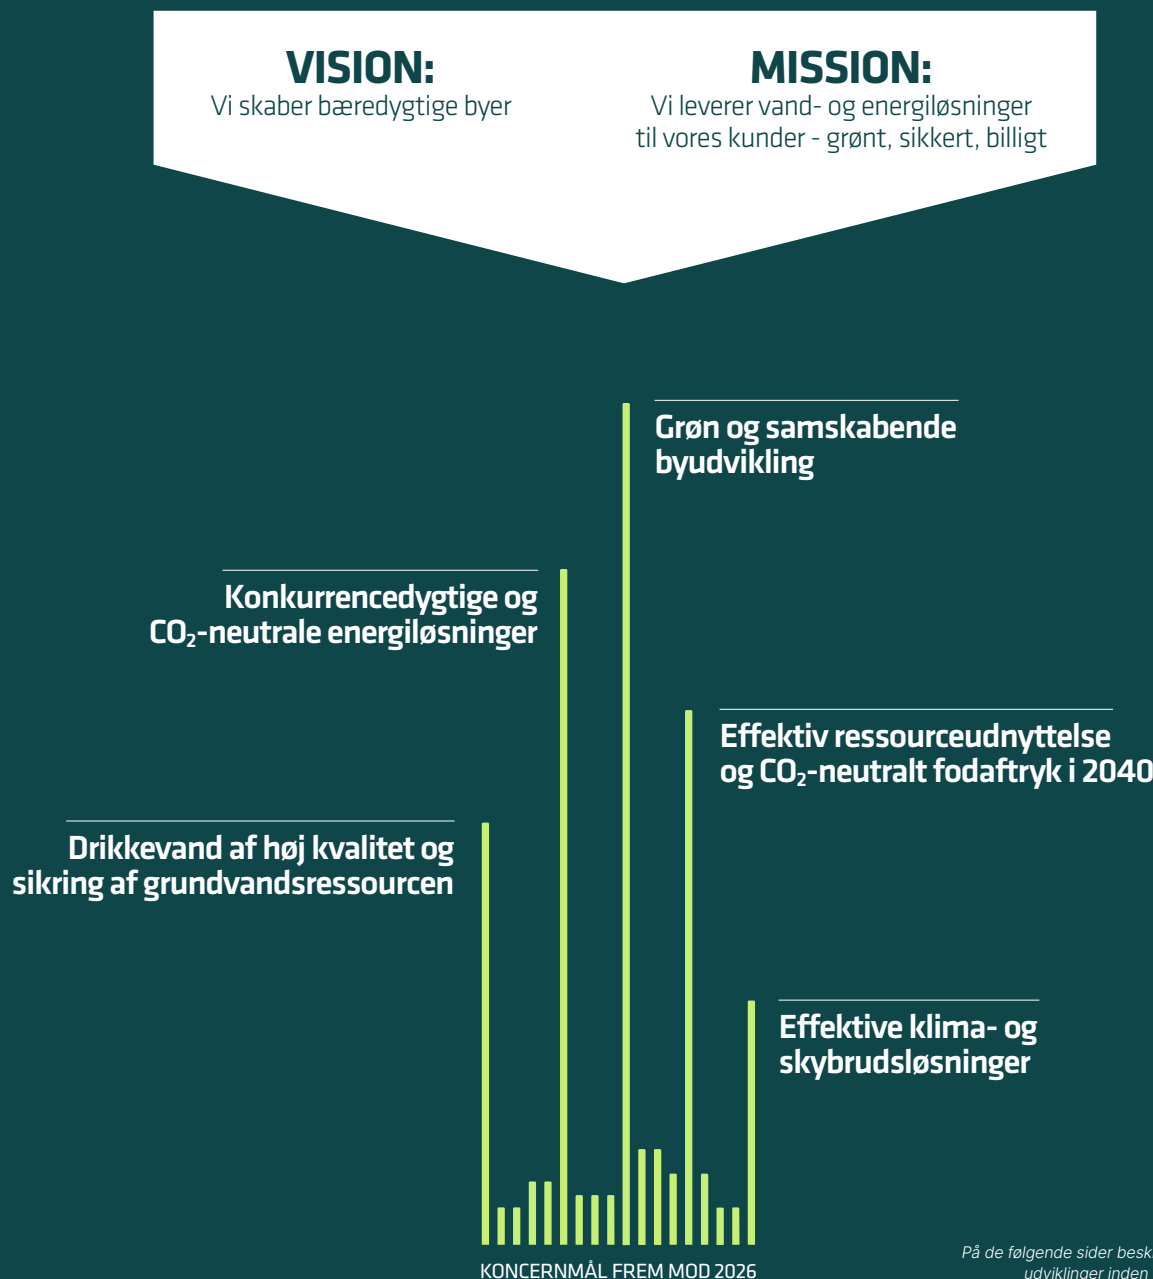 VISION:
Vi skaber bæredygtige byer
MISSION:
Vi leverer vand- og energiløsninger
til vores kunder - grønt, sikkert, billigt
Grøn og samskabende
byudvikling
Konkurrencedygtige og
CO₂-neutrale energiløsninger
Effektiv ressourceudnyttelse
og CO₂-neutralt fodaftryk i 2040
Drikkevand af høj kvalitet og
sikring af grundvandsressourcen
Effektive klima- og
skybrudsløsninger
KONCERNMÅL FREM MOD 2026
På de følgende sider
udviklinger inden